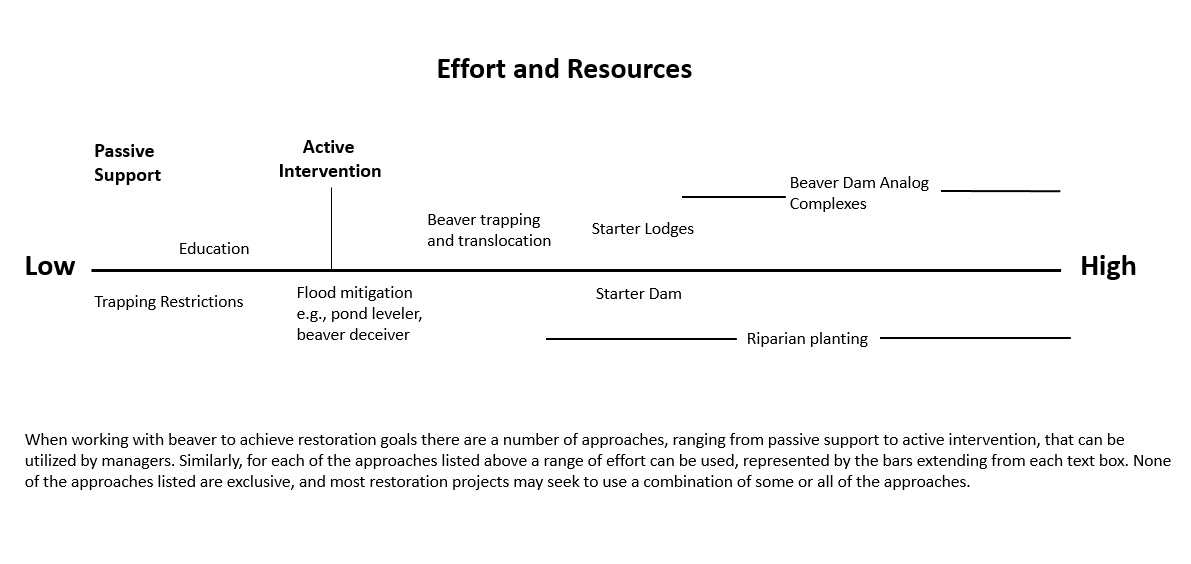 Effort and Resources
Passive
Support
Active
Intervention
Beaver Dam Analog
Complexes
Beaver trapping
and translocation
Starter Lodges
Education
Low
High
Trapping Restrictions
Flood mitigation
e.g., pond leveler,
beaver deceiver
Starter Dam
Riparian planting
When working with beaver to achieve restoration goals there are a number of approaches, ranging from passive support to active intervention, that can be
utilized by managers. Similarly, for each of the approaches listed above a range of effort can be used, represented by the bars extending from each text box. None
of the approaches listed are exclusive, and most restoration projects may seek to use a combination of some or all of the approaches.